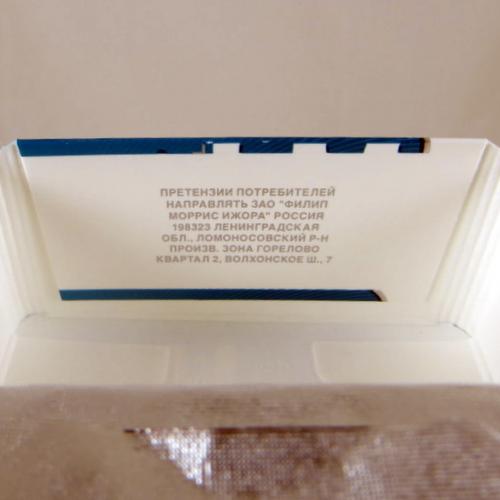 ПРЕТЕНЗИИ ПОТРЕБИТЕЛЕЙ
НАПРАВЛЯТЬ ЗАО "ФИЛИП
МОРРИС ИЖОРА" РОССИЯ
198323 ЛЕНИНГРАДСКАЯ
ОБЛ., ЛОМОНОСОВСКИЙ Р-Н
ПРОИЗВ. ЗОНА ГОРЕЛОВО
КВАРТАЛ 2, ВОЛХОНСКОЕ Ш., 7